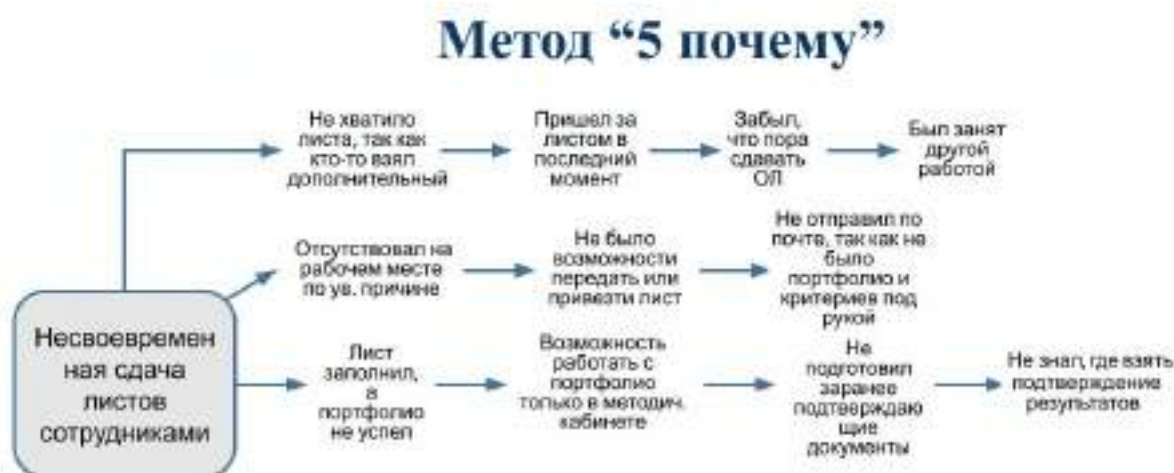 Метод “5 почему”
Не хватило
листа, так как
кто-то взял
дополнительный
Пришел за
листом в
последний
момент
Забыл,
что пора
сдавать
ОЛ
Был занят
другой
работой
Отсутствовал на
рабочем месте
по ув. причине
Не было
возможности
передать или
привезти лист
Не отправил по
почте, так как не
было
портфолио и
критериев под
рукой
Несвоевремен
ная сдача
листов
сотрудниками
Лист
заполнил,
а
портфолио
не успел
Возможность
работать с
портфолио
только в методич.
кабинете
Не
подготовил
заранее
подтверждаю
щие
документы
Не знал, где взять
подтверждение
результатов